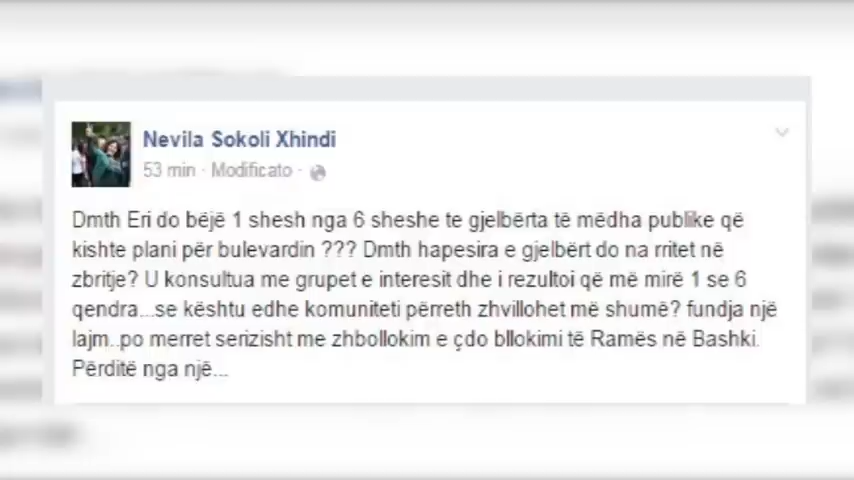 Nevila Sokoli Xhindi
53 min · Modificato ·
Dmth Eri do bëjë 1 shesh nga 6 sheshe te gjelbërta të mëdha publike që
kishte plani për bulevardin ??? Dmth hapesira e gjelbërt do na rritet në
zbritje? U konsultua me grupet e interesit dhe i rezultoi që më mirë 1 se 6
qendra...se kështu edhe komuniteti përreth zhvillohet më shumë? fundja një
lajm..po merret serizisht me zhbollokim e çdo bllokimi të Ramës në Bashki.
Përditë nga një...